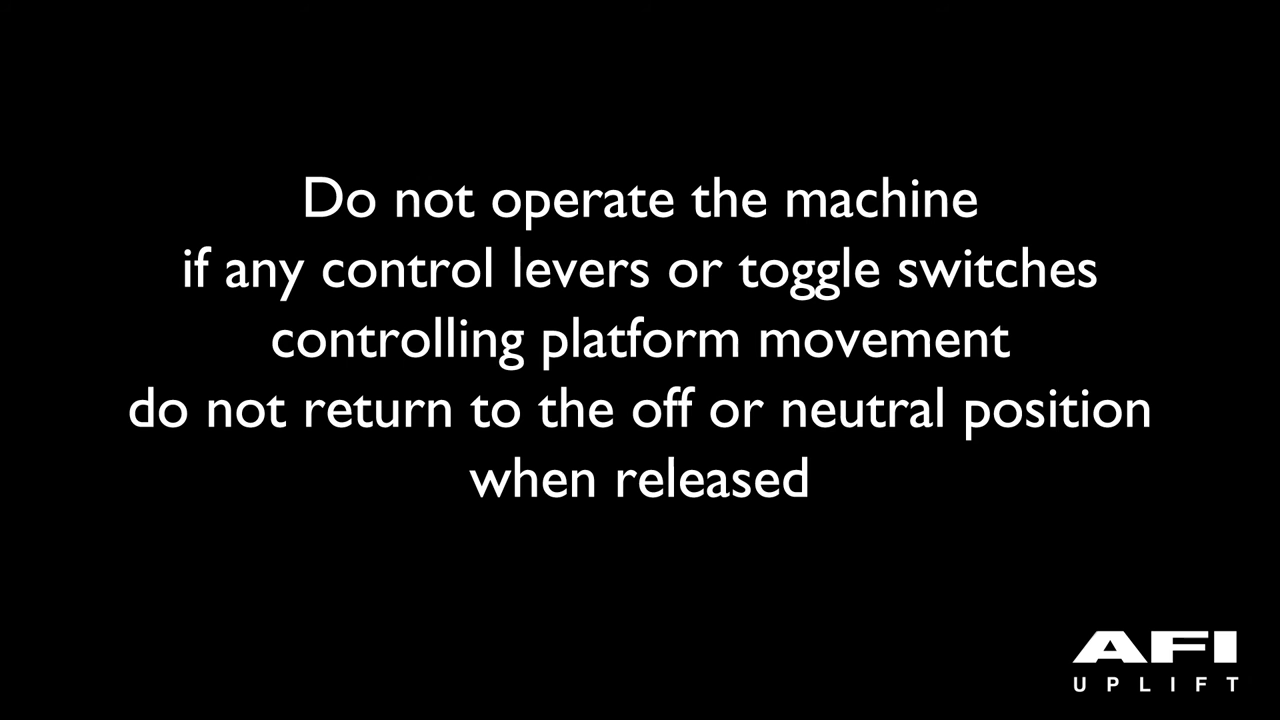 Do not operate the machine
if any control levers or toggle switches
controlling platform movement
do not return to the off or neutral position
when released
AFI
UPLIFT